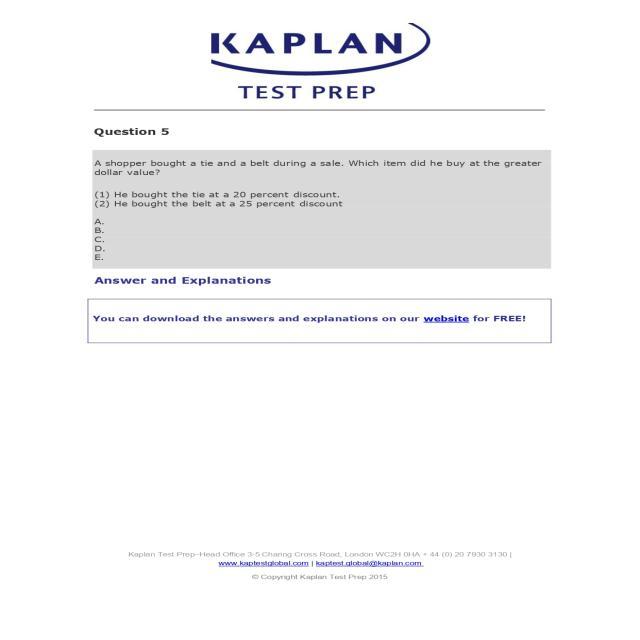 KAPLAN
TEST PREP
Question 5
A shopper bought a tie and a belt during a sale. Which item did he buy at the greater
dollar value?
(1) He bought the tie at a 20 percent discount.
(2) He bought the belt at a 25 percent discount
A.
B.
C.
D.
E.
Answer and Explanations
You can download the answers and explanations on our website for FREE!
Kaplan Test Prep–Head Office 3-5 Charing Cross Road, London WC2H 0HA + 44 (0) 20 7930 3130 |
www.kaptestglobal.com | kaptest.global@kaplan.com
© Copyright Kaplan Test Prep 2015